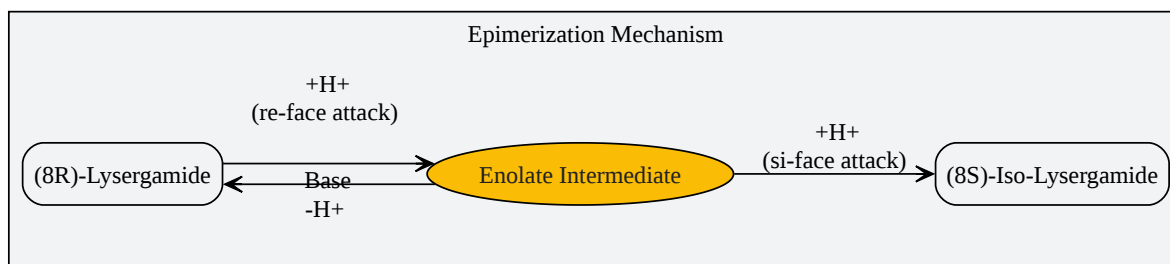 Epimerization Mechanism
+H+
(re-face attack)
+H+
(si-face attack)
(8R)-Lysergamide
Base
-H+
Enolate Intermediate
(8S)-Iso-Lysergamide